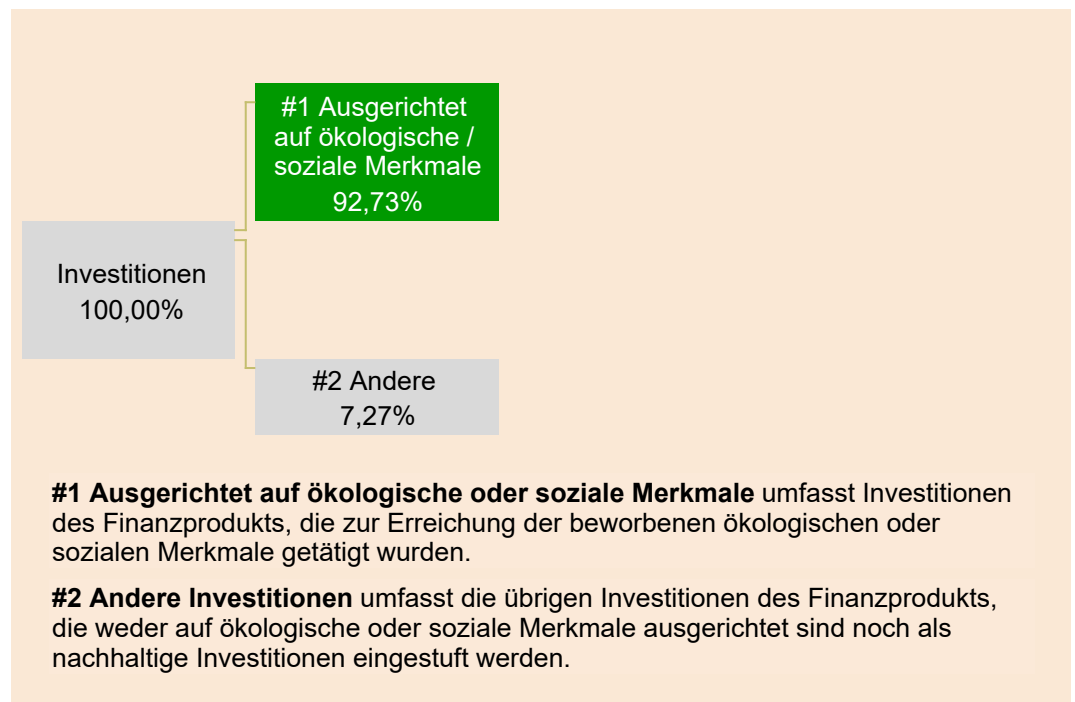 #1 Ausgerichtet
auf ökologische /
soziale Merkmale
92,73%
Investitionen
100,00%
#2 Andere
7,27%
#1 Ausgerichtet auf ökologische oder soziale Merkmale umfasst Investitionen
des Finanzprodukts, die zur Erreichung der beworbenen ökologischen oder
sozialen Merkmale getätigt wurden.
#2 Andere Investitionen umfasst die übrigen Investitionen des Finanzprodukts,
die weder auf ökologische oder soziale Merkmale ausgerichtet sind noch als
nachhaltige Investitionen eingestuft werden.